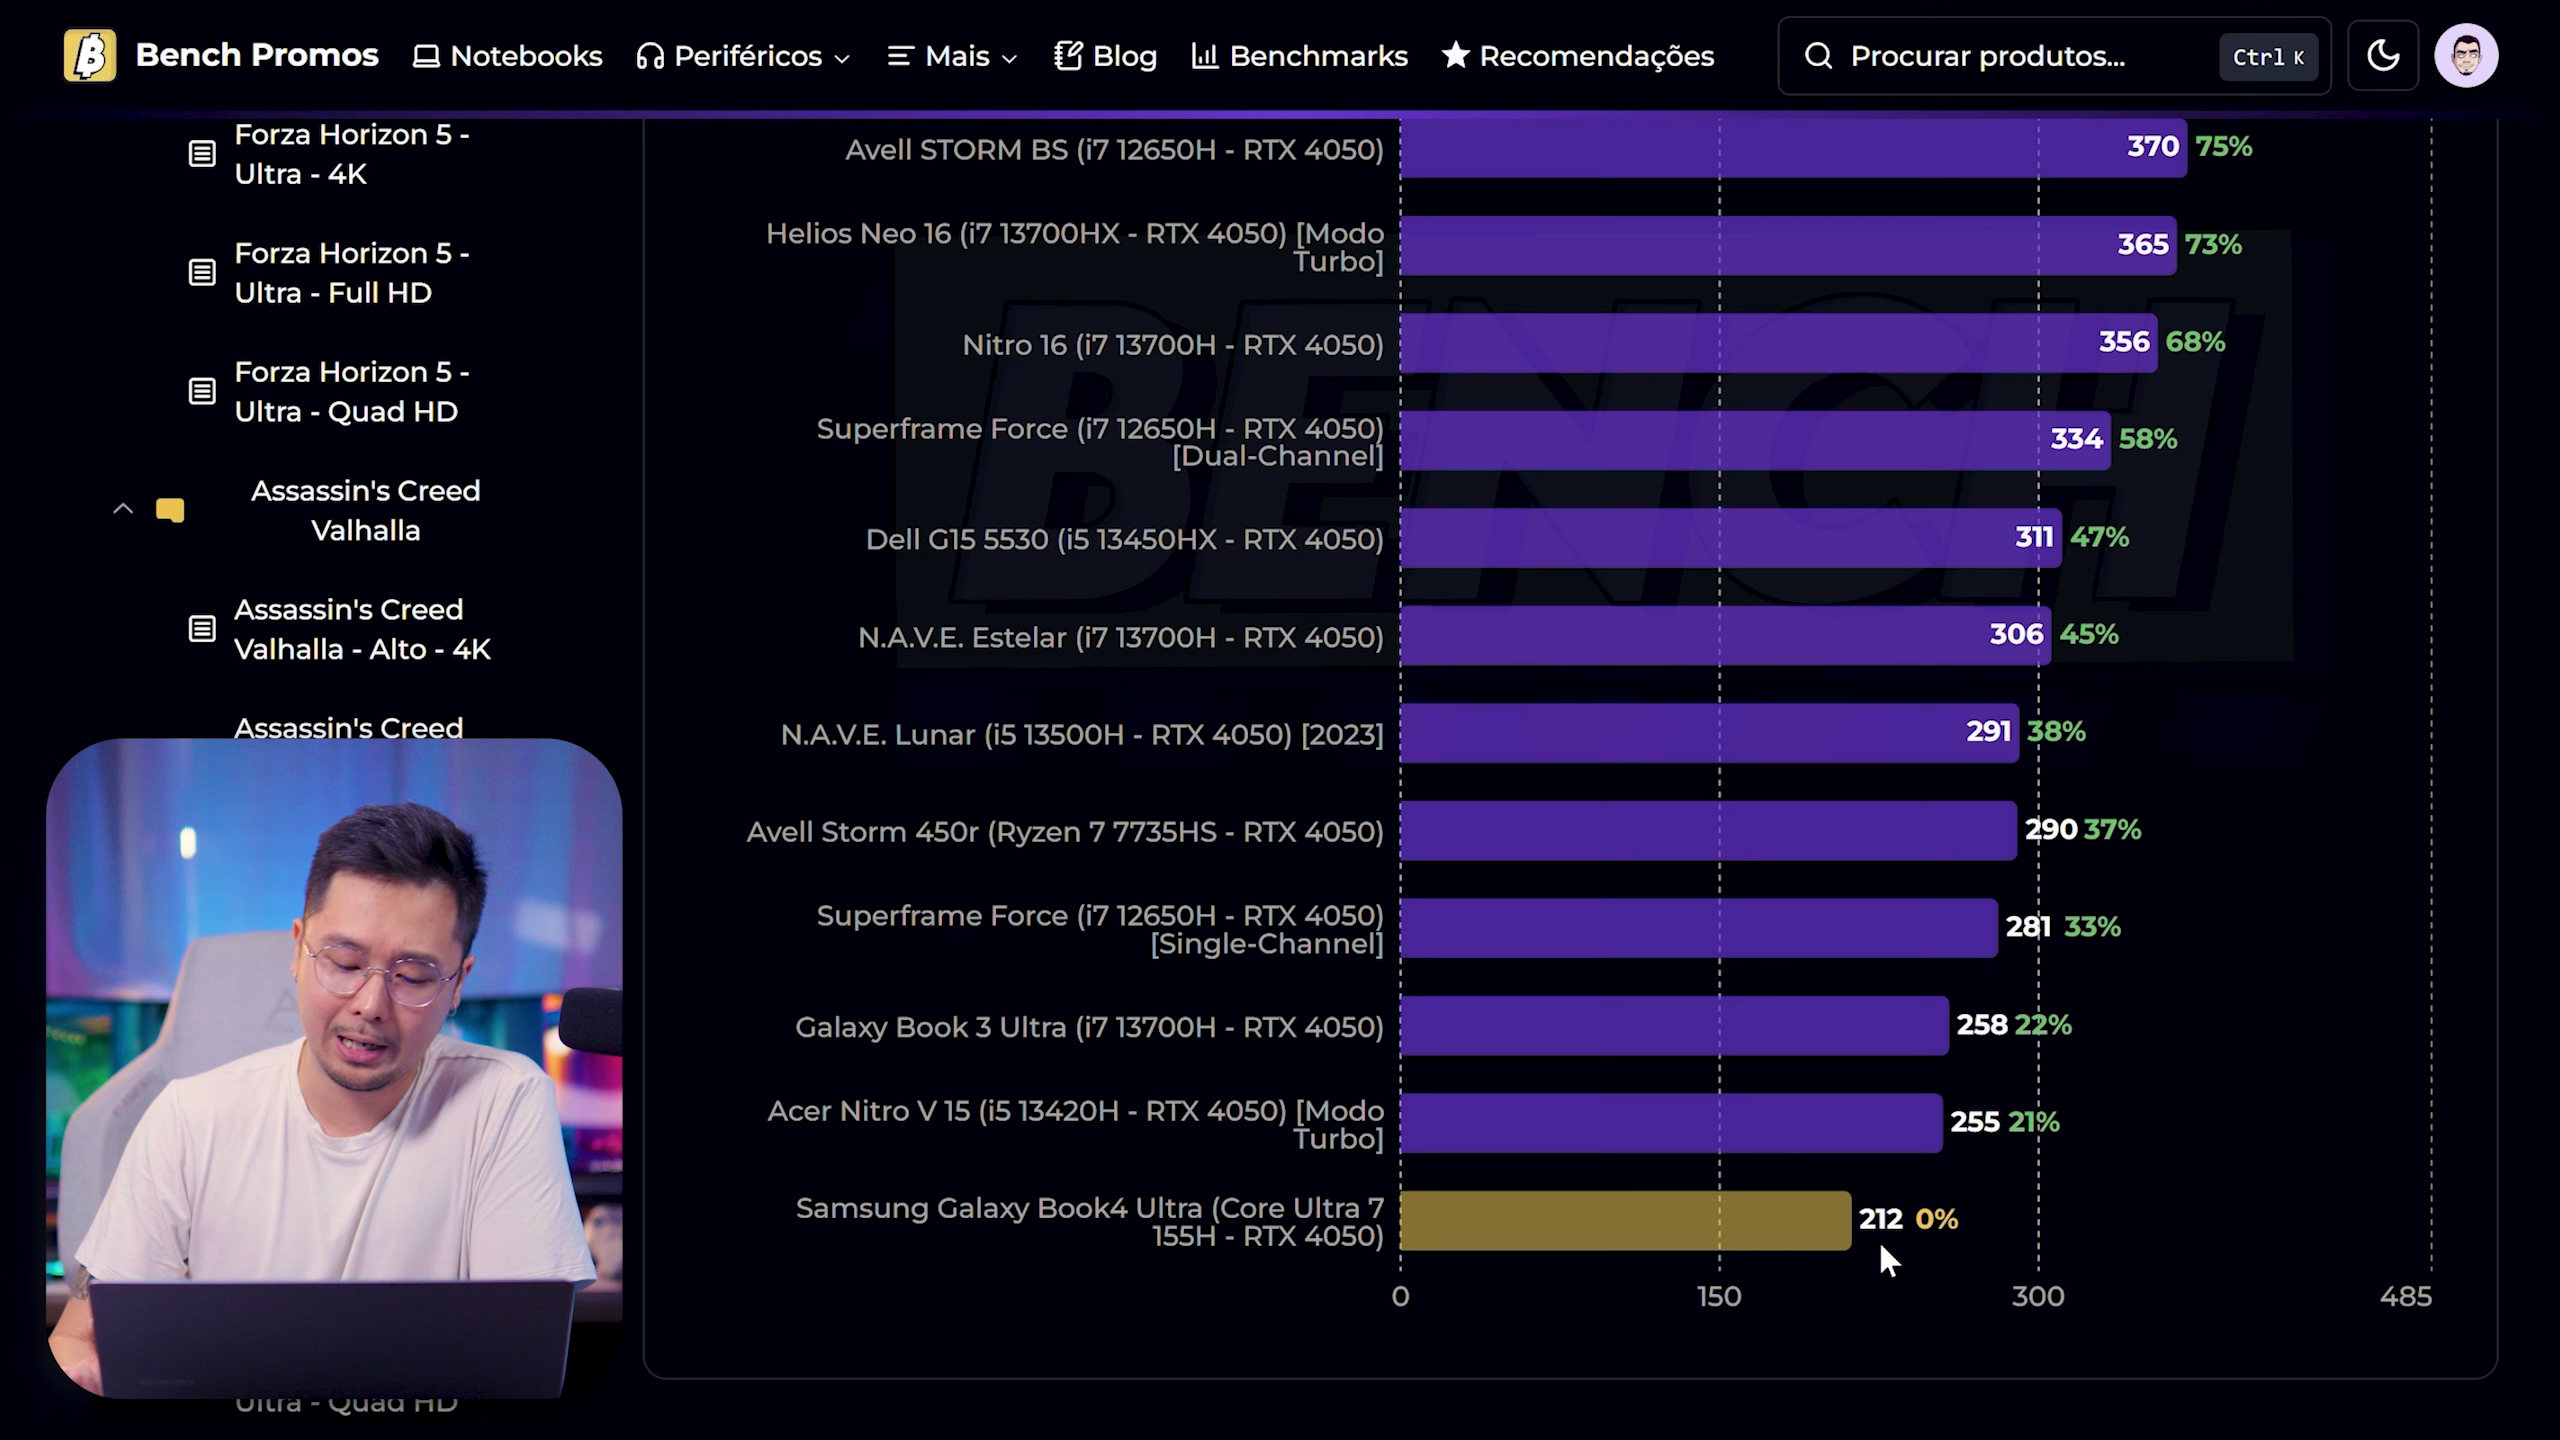 Bench Promos
Notebooks
Periféricos
Mais
Blog
Benchmarks
Recomendações
Procurar produtos...
Ctrl K
Forza Horizon 5 -
Ultra - 4K
Forza Horizon 5 -
Ultra - Full HD
Forza Horizon 5 -
Ultra - Quad HD
Assassin's Creed
Valhalla
Assassin's Creed
Valhalla - Alto - 4K
Assassin's Creed
Ultra - Quad HD
BENCH
Avell STORM BS (i7 12650H - RTX 4050)
370 75%
Helios Neo 16 (i7 13700HX - RTX 4050) [Modo
Turbo]
365 73%
Nitro 16 (i7 13700H - RTX 4050)
356 68%
Superframe Force (i7 12650H - RTX 4050)
[Dual-Channel]
334 58%
Dell G15 5530 (i5 13450HX - RTX 4050)
311 47%
N.A.V.E. Estelar (i7 13700H - RTX 4050)
306 45%
N.A.V.E. Lunar (i5 13500H - RTX 4050) [2023]
291 38%
Avell Storm 450r (Ryzen 7 7735HS - RTX 4050)
290 37%
Superframe Force (i7 12650H - RTX 4050)
[Single-Channel]
281 33%
Galaxy Book 3 Ultra (i7 13700H - RTX 4050)
258 22%
Acer Nitro V 15 (i5 13420H - RTX 4050) [Modo
Turbo]
255 21%
Samsung Galaxy Book4 Ultra (Core Ultra 7
155H - RTX 4050)
212 0%
0 150 300 485